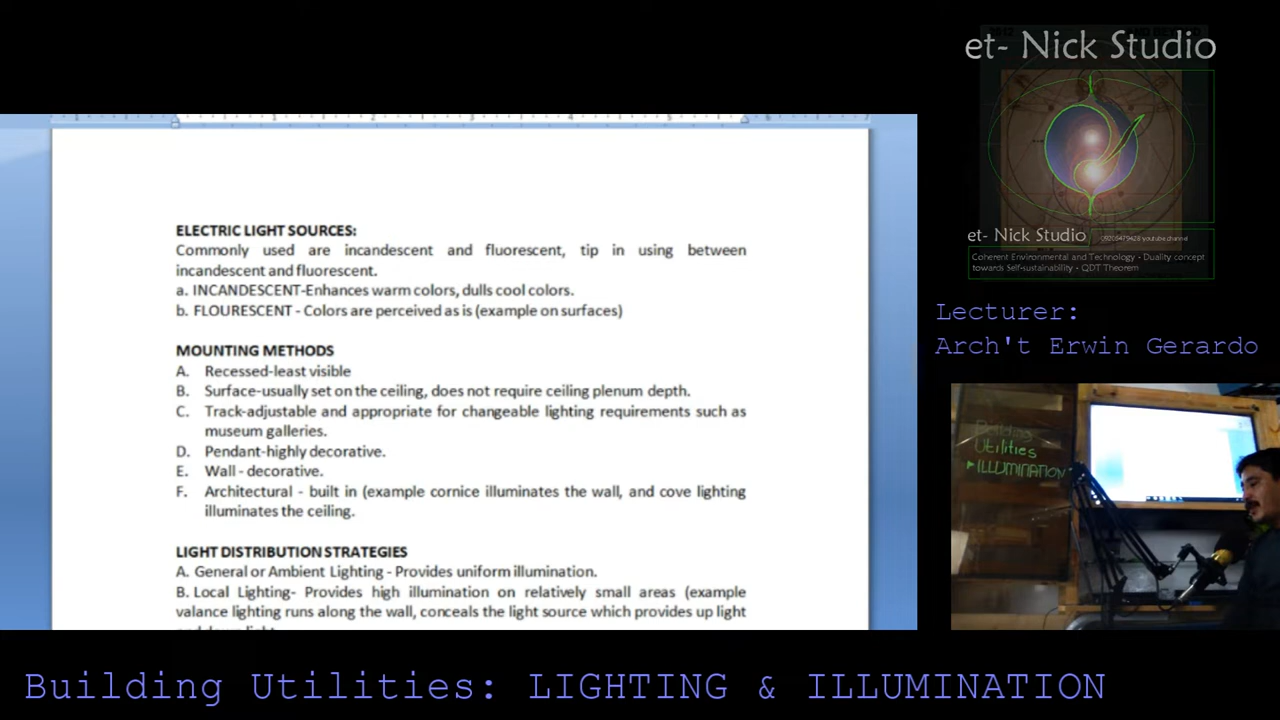 et- Nick Studio
et- Nick Studio
09205479428 youtube channel
Coherent Environmental and Technology - Duality concept
towards Self-sustainability - QDT Theorem
ELECTRIC LIGHT SOURCES:
Commonly used are incandescent and fluorescent, tip in using between
incandescent and fluorescent.
a. INCANDESCENT-Enhances warm colors, dulls cool colors.
b. FLOURESCENT - Colors are perceived as is (example on surfaces)
MOUNTING METHODS
A. Recessed-least visible
B. Surface-usually set on the ceiling, does not require ceiling plenum depth.
C. Track-adjustable and appropriate for changeable lighting requirements such as
museum galleries.
D. Pendant-highly decorative.
E. Wall - decorative.
F. Architectural - built in (example cornice illuminates the wall, and cove lighting
illuminates the ceiling.
LIGHT DISTRIBUTION STRATEGIES
A. General or Ambient Lighting - Provides uniform illumination.
B. Local Lighting- Provides high illumination on relatively small areas (example
valance lighting runs along the wall, conceals the light source which provides up light
Lecturer:
Arch't Erwin Gerardo
Building
Utilities
ILLUMINATION
Building Utilities: LIGHTING & ILLUMINATION